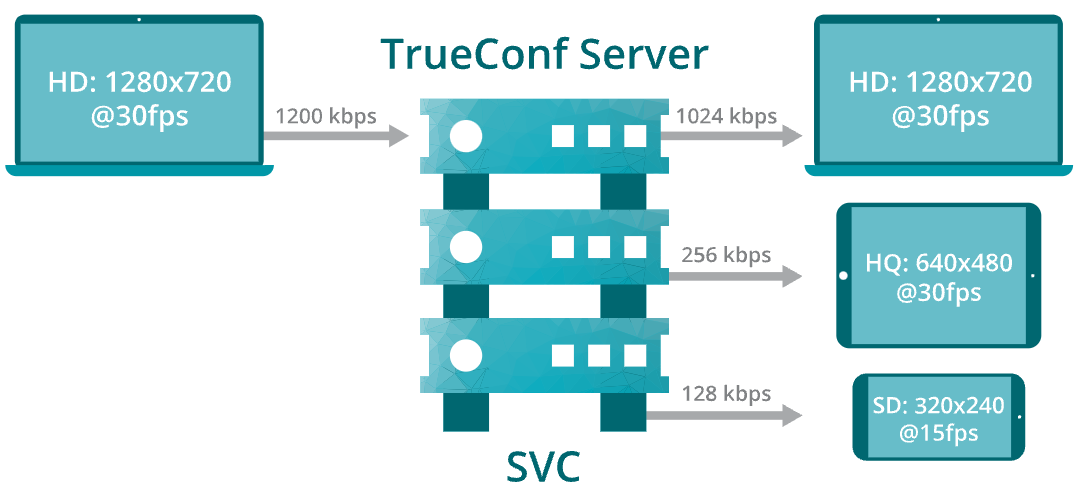 TrueConf Server
HD: 1280x720
@30fps
1200 kbps
1024 kbps
HD: 1280x720
@30fps
256 kbps
HQ: 640x480
@30fps
128 kbps
SD: 320x240
@15fps
SVC